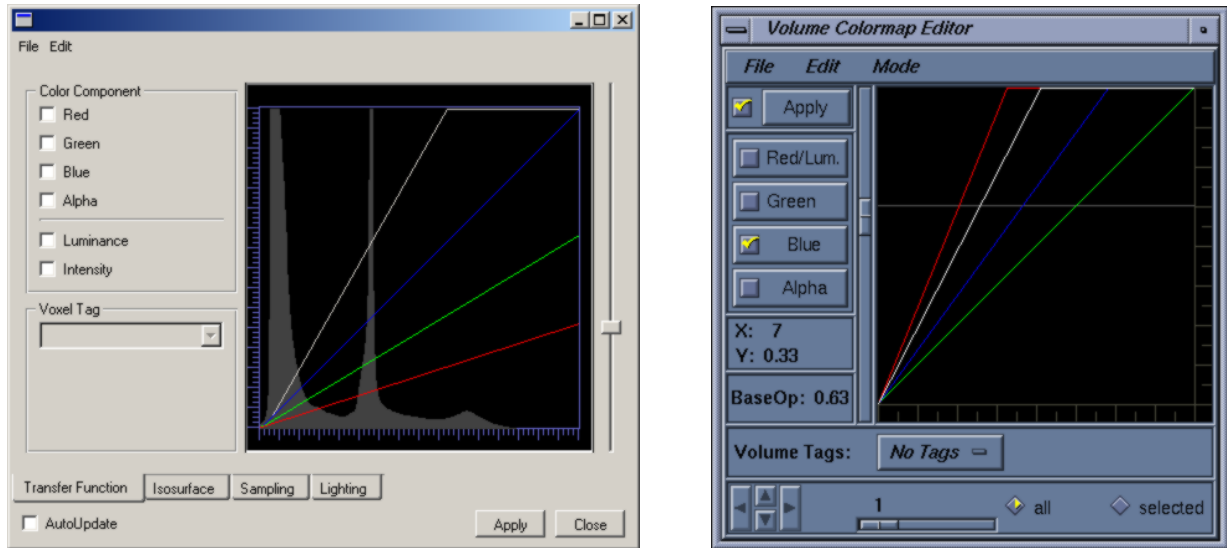 File Edit
Color Component
Red
Green
Blue
Alpha
Luminance
Intensity
Voxel Tag
Transfer Function Isosurface Sampling Lighting
AutoUpdate Apply Close
Volume Colormap Editor
File Edit Mode
Apply
Red/Lum.
Green
Blue
Alpha
X: 7
Y: 0.33
BaseOp: 0.63
Volume Tags: No Tags
1 all selected